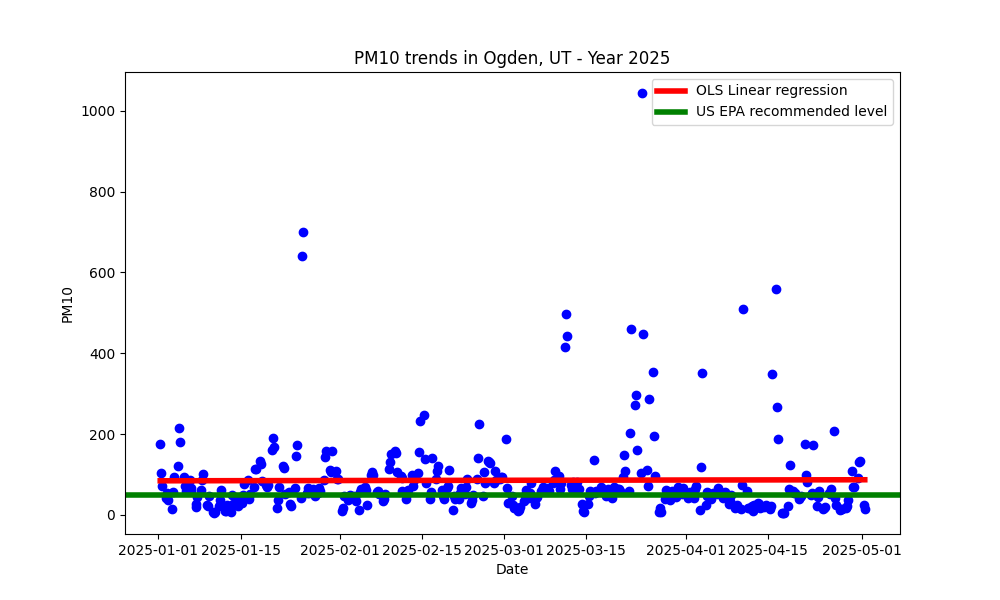 PM10 trends in Ogden, UT - Year 2025
OLS Linear regression
US EPA recommended level
1000
800
600
400
200
0
PM10
2025-01-01 2025-01-15 2025-02-01 2025-02-15 2025-03-01 2025-03-15 2025-04-01 2025-04-15 2025-05-01
Date